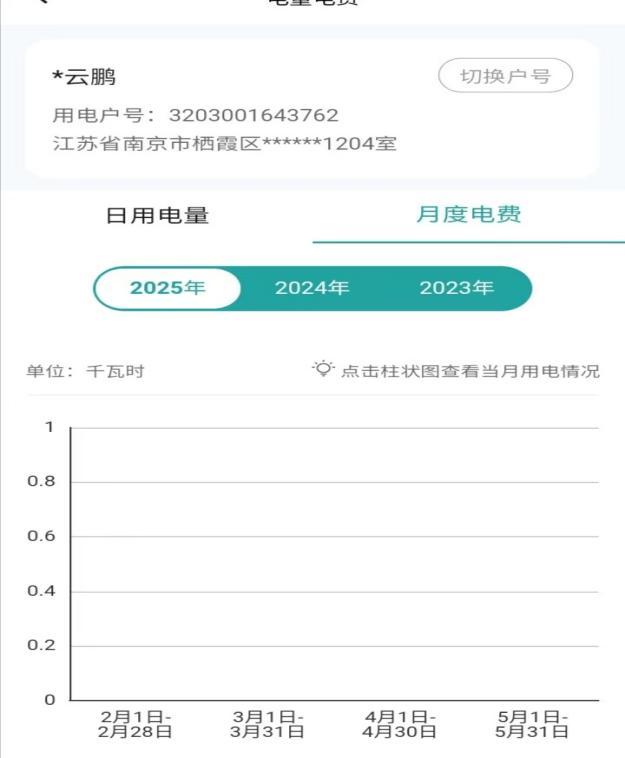 电量电费
*云鹏
切换户号
用电户号：3203001643762
江苏省南京市栖霞区******1204室
日用电量
月度电费
2025年
2024年
2023年
单位：千瓦时
点击柱状图查看当月用电情况
1
0.8
0.6
0.4
0.2
0
2月1日-
2月28日
3月1日-
3月31日
4月1日-
4月30日
5月1日-
5月31日